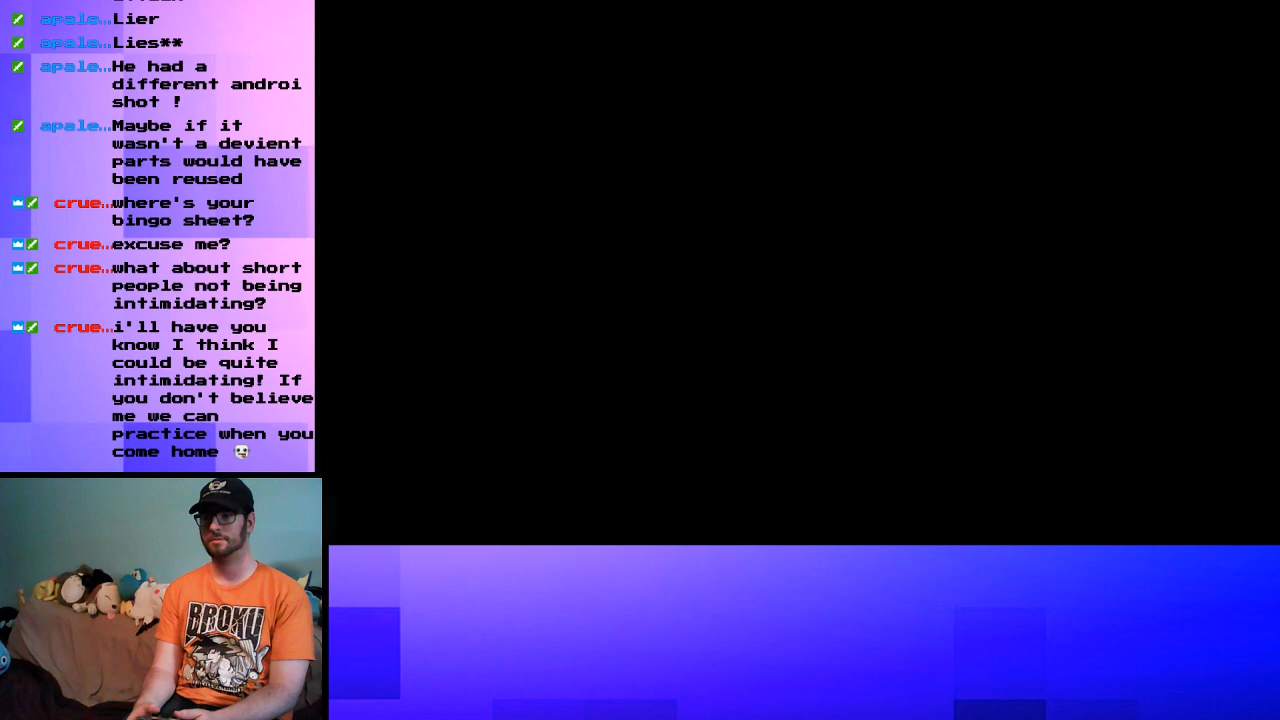 apale...Lier
apale...Lies**
apale...He had a
different androi
shot !
apale...Maybe if it
wasn't a devient
parts would have
been reused
crue...where's your
bingo sheet?
crue...excuse me?
crue...what about short
people not being
intimidating?
crue...i'll have you
know I think I
could be quite
intimidating! If
you don't believe
me we can
practice when you
come home
BROKU